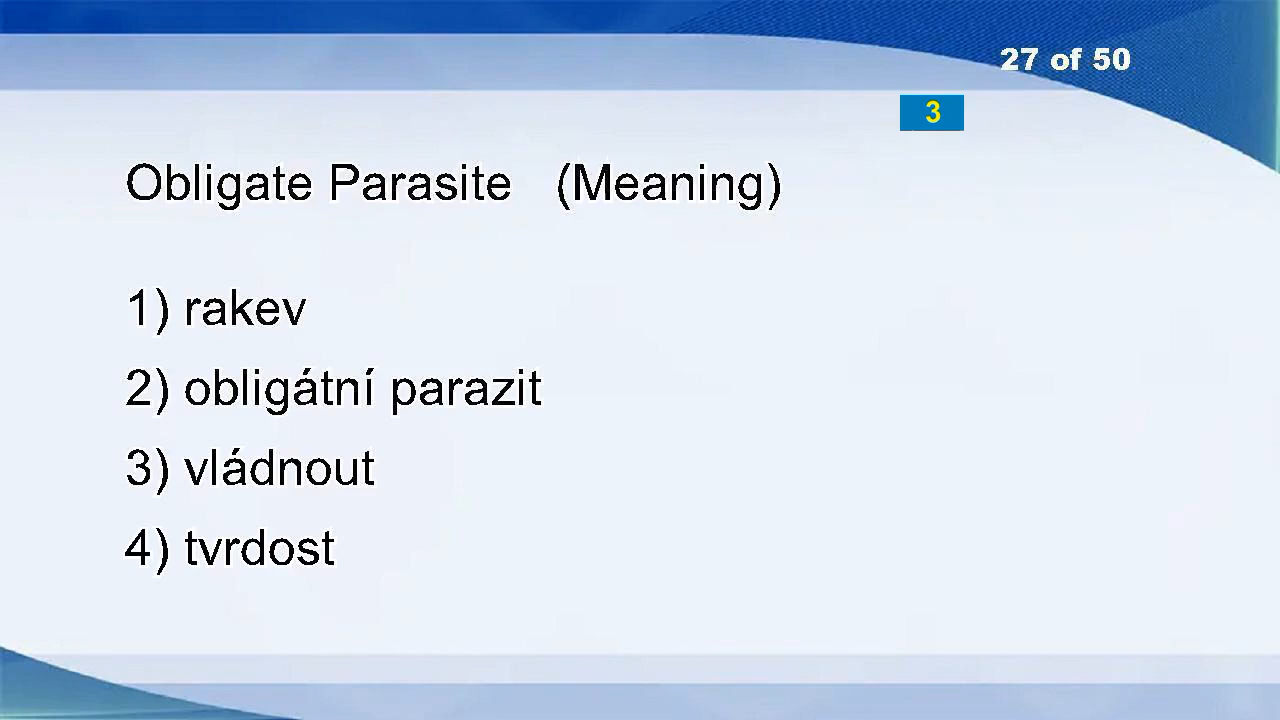 27 of 50
3
Obligate Parasite (Meaning)
1) rakev
2) obligátní parazit
3) vládnout
4) tvrdost